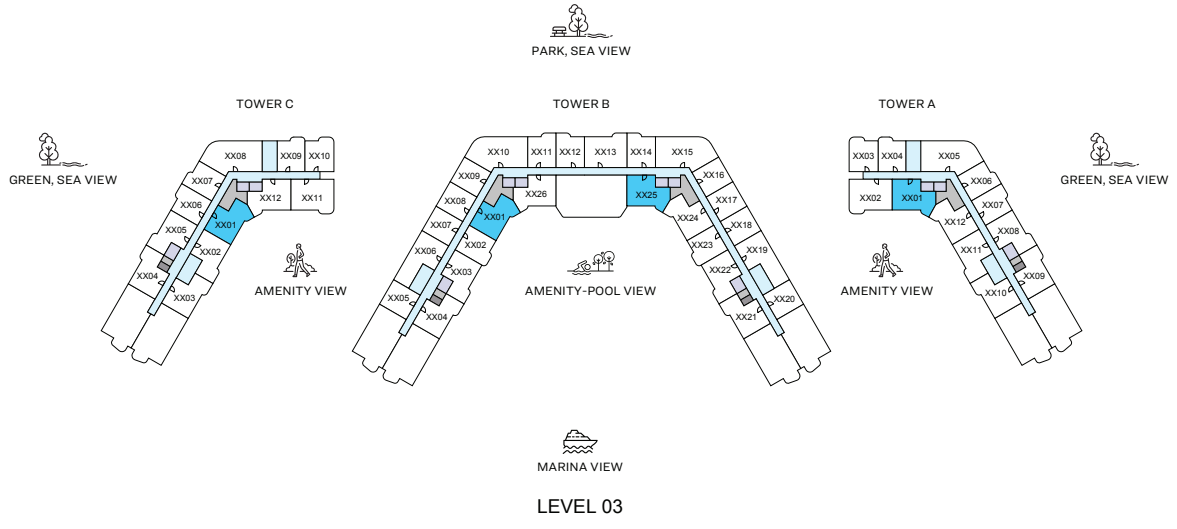 PARK, SEA VIEW
TOWER C
TOWER B
TOWER A
GREEN, SEA VIEW
GREEN, SEA VIEW
XX08
XX09
XX10
XX07
XX06
XX05
XX04
XX01
XX12
XX11
XX02
XX03
XX10
XX11
XX12
XX13
XX14
XX15
XX09
XX08
XX07
XX06
XX05
XX26
XX01
XX02
XX03
XX04
XX25
XX24
XX23
XX22
XX21
XX16
XX17
XX18
XX19
XX20
XX03
XX04
XX05
XX02
XX01
XX06
XX07
XX08
XX09
XX12
XX11
XX10
AMENITY VIEW
AMENITY-POOL VIEW
AMENITY VIEW
MARINA VIEW
LEVEL 03